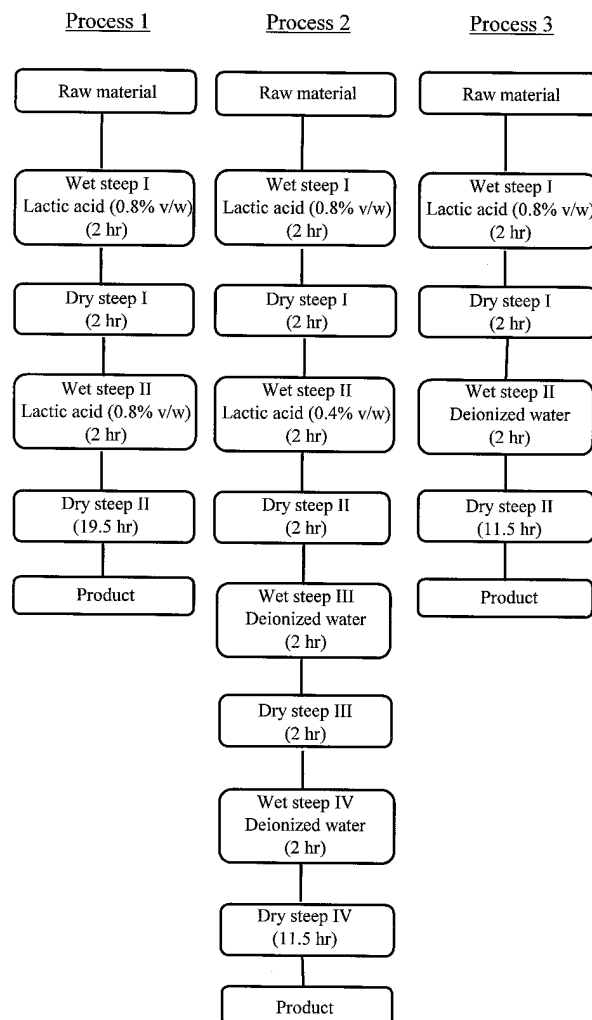 Process 1
Raw material
Wet steep I
Lactic acid (0.8% v/w)
(2 hr)
Dry steep I
(2 hr)
Wet steep II
Lactic acid (0.8% v/w)
(2 hr)
Dry steep II
(19.5 hr)
Product
Process 2
Raw material
Wet steep I
Lactic acid (0.8% v/w)
(2 hr)
Dry steep I
(2 hr)
Wet steep II
Lactic acid (0.4% v/w)
(2 hr)
Dry steep II
(2 hr)
Wet steep III
Deionized water
(2 hr)
Dry steep III
(2 hr)
Wet steep IV
Deionized water
(2 hr)
Dry steep IV
(11.5 hr)
Product
Process 3
Raw material
Wet steep I
Lactic acid (0.8% v/w)
(2 hr)
Dry steep I
(2 hr)
Wet steep II
Deionized water
(2 hr)
Dry steep II
(11.5 hr)
Product